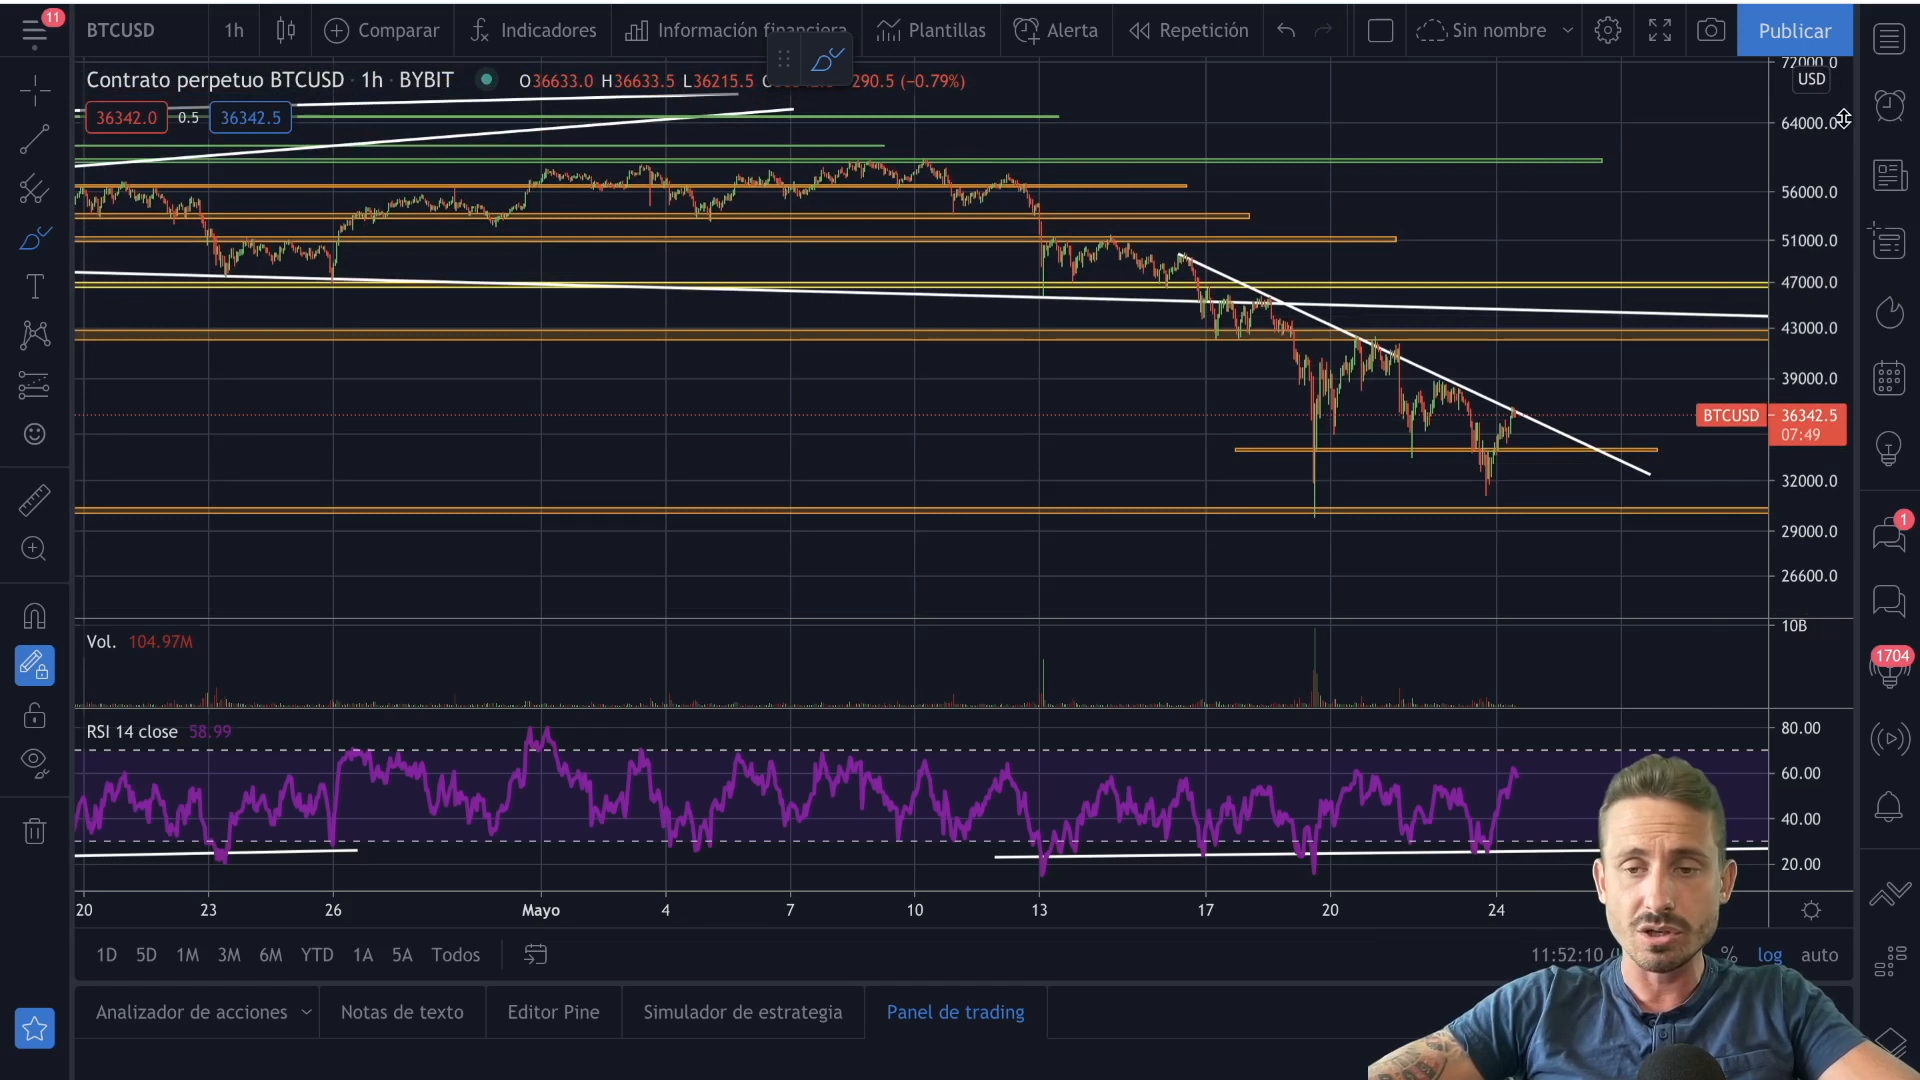 11
BTCUSD 1h Comparar Indicadores Información financiera Plantillas Alerta Repetición Sin nombre Publicar
Contrato perpetuo BTCUSD · 1h · BYBIT O36633.0 H36633.5 L36215.5 290.5 (−0.79%)
36342.0 0.5 36342.5
72000.0
USD
64000.0
56000.0
51000.0
47000.0
43000.0
39000.0
BTCUSD 36342.5
07:49
32000.0
29000.0
26600.0
Vol. 104.97M
10B
RSI 14 close 58.99
80.00
60.00
40.00
20.00
20 23 26 Mayo 4 7 10 13 17 20 24
1D 5D 1M 3M 6M YTD 1A 5A Todos 11:52:10 % log auto
Analizador de acciones Notas de texto Editor Pine Simulador de estrategia Panel de trading
1
1704